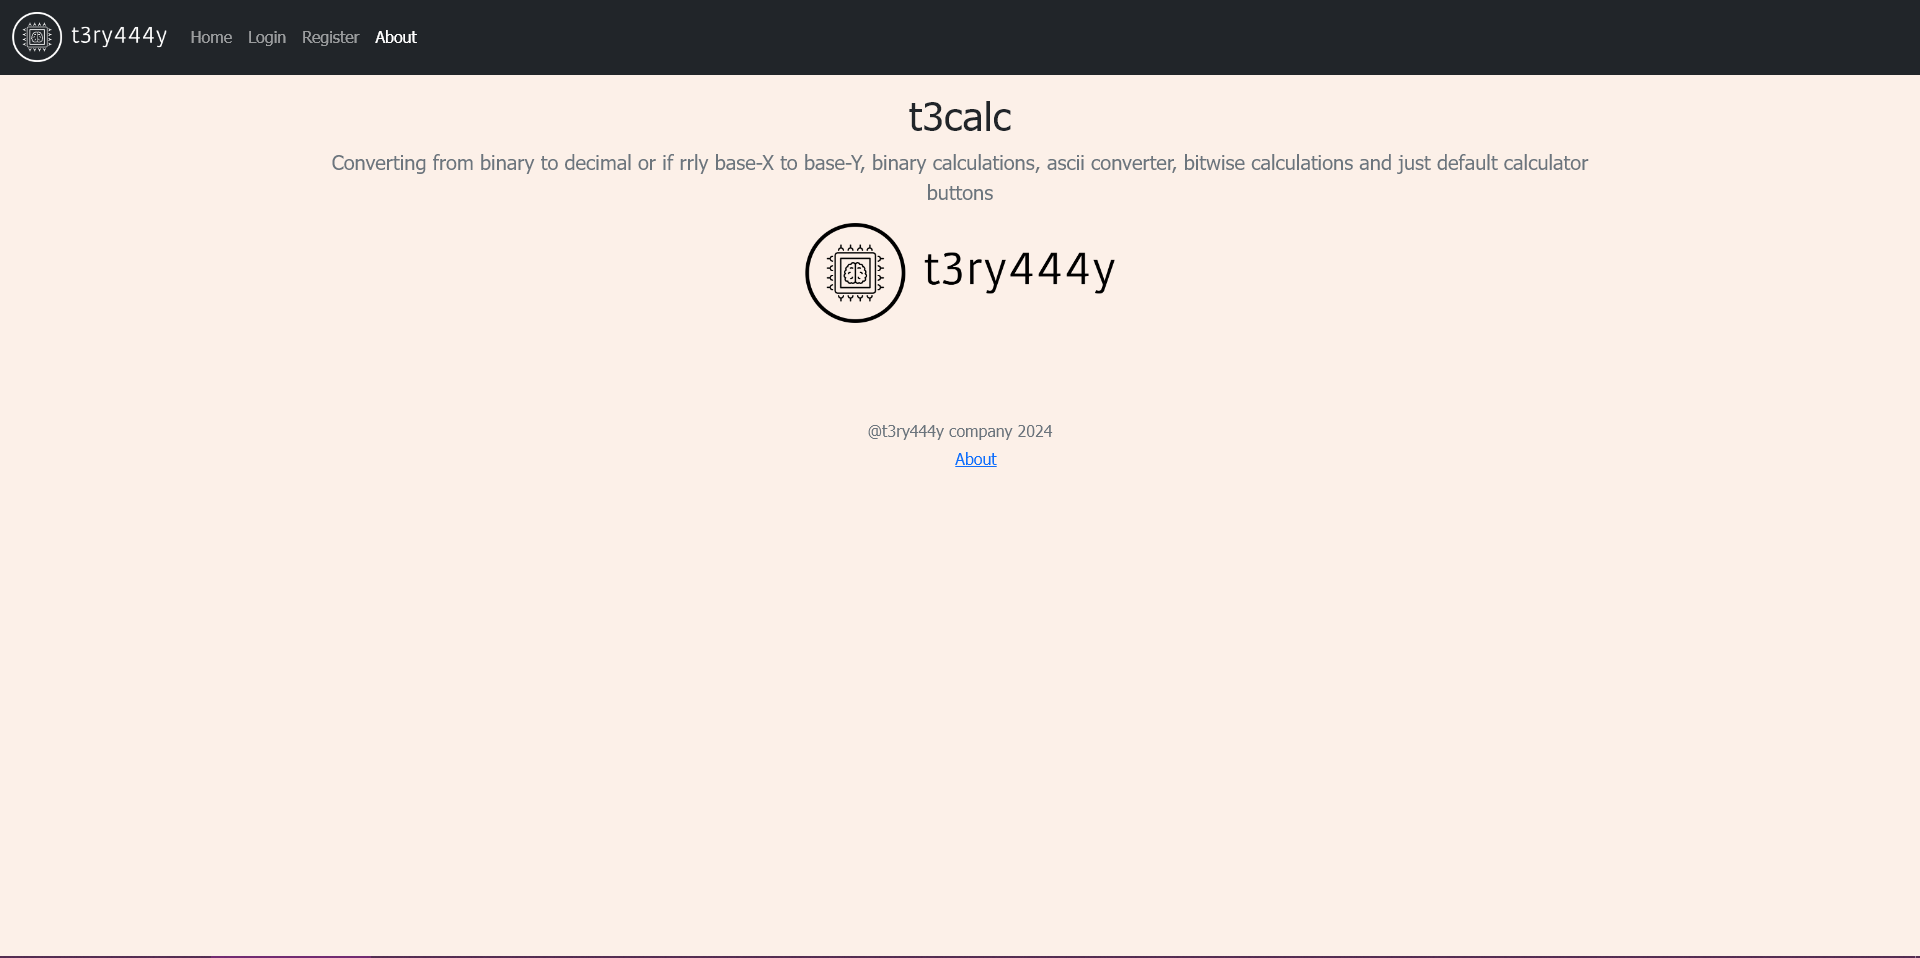 t3ry444y Home Login Register About
t3calc
Converting from binary to decimal or if rrly base-X to base-Y, binary calculations, ascii converter, bitwise calculations and just default calculator
buttons
t3ry444y
@t3ry444y company 2024
About